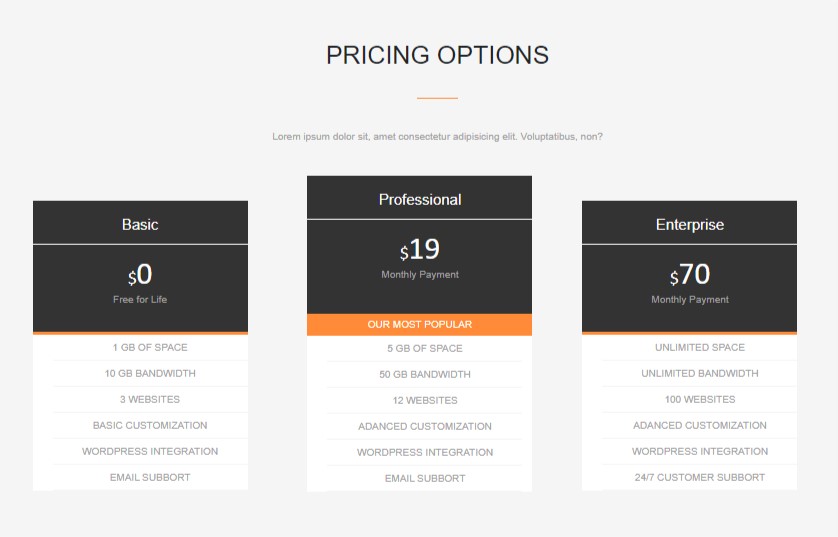 PRICING OPTIONS
Lorem ipsum dolor sit, amet consectetur adipisicing elit. Voluptatibus, non?
Basic
$0
Free for Life
1 GB OF SPACE
10 GB BANDWIDTH
3 WEBSITES
BASIC CUSTOMIZATION
WORDPRESS INTEGRATION
EMAIL SUBBORT
Professional
$19
Monthly Payment
OUR MOST POPULAR
5 GB OF SPACE
50 GB BANDWIDTH
12 WEBSITES
ADANCED CUSTOMIZATION
WORDPRESS INTEGRATION
EMAIL SUBBORT
Enterprise
$70
Monthly Payment
UNLIMITED SPACE
UNLIMITED BANDWIDTH
100 WEBSITES
ADANCED CUSTOMIZATION
WORDPRESS INTEGRATION
24/7 CUSTOMER SUBBORT